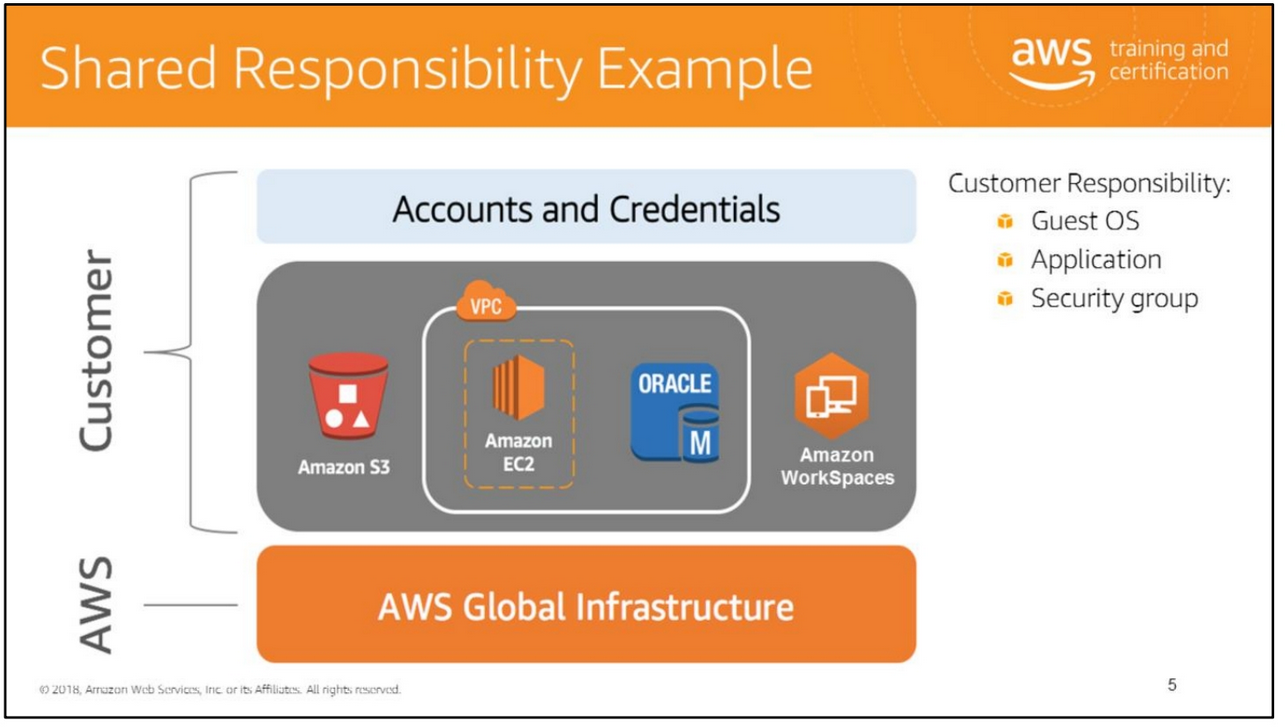 Shared Responsibility Example
aws training and
certification
Customer
Accounts and Credentials
VPC
Amazon S3
Amazon
EC2
ORACLE
M
Amazon
WorkSpaces
Customer Responsibility:
Guest OS
Application
Security group
AWS
AWS Global Infrastructure
© 2018, Amazon Web Services, Inc. or its Affiliates. All rights reserved.
5